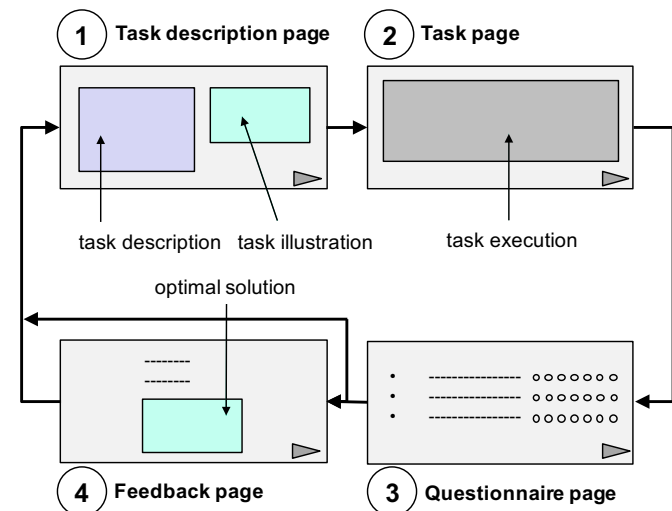 1 Task description page
2 Task page
task description
task illustration
task execution
optimal solution
4 Feedback page
3 Questionnaire page